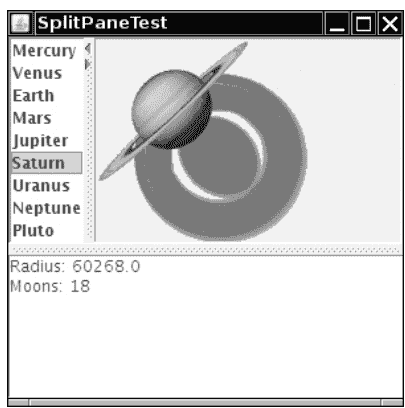 SplitPaneTest
Mercury
Venus
Earth
Mars
Jupiter
Saturn
Uranus
Neptune
Pluto
Radius: 60268.0
Moons: 18